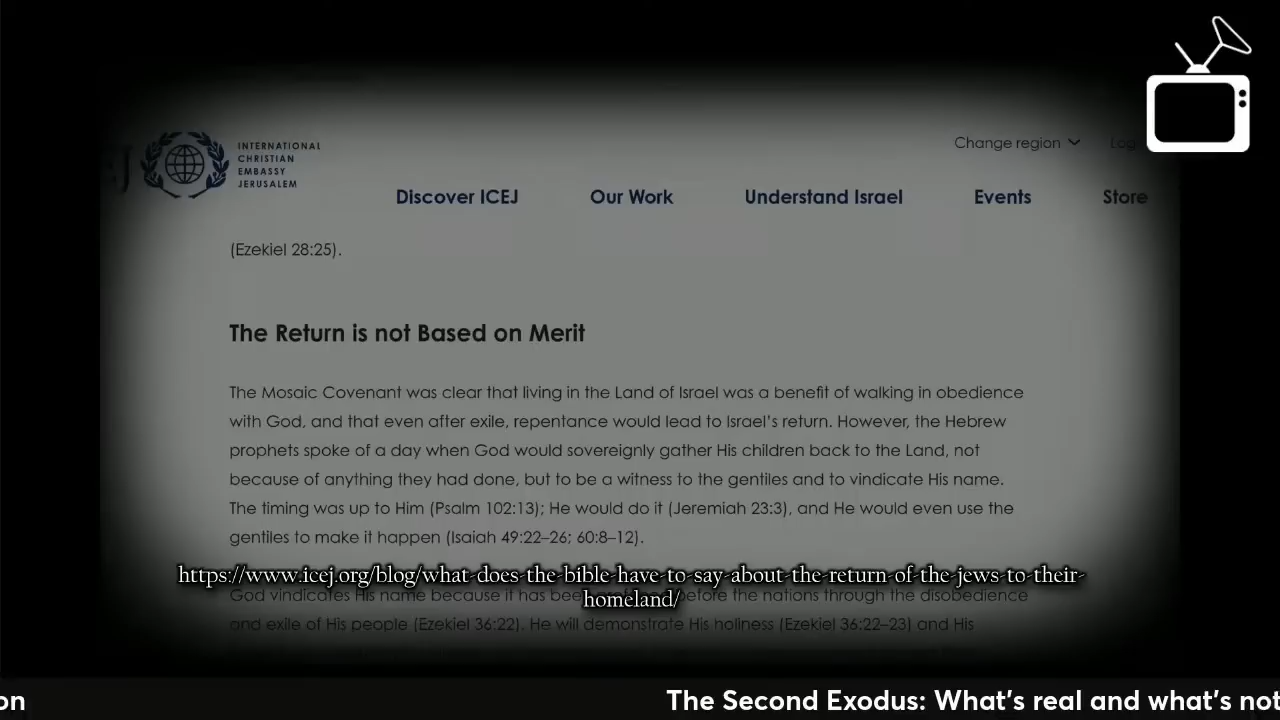 INTERNATIONAL
CHRISTIAN
EMBASSY
JERUSALEM
Change region
Log
Discover ICEJ
Our Work
Understand Israel
Events
Store
(Ezekiel 28:25).
The Return is not Based on Merit
The Mosaic Covenant was clear that living in the Land of Israel was a benefit of walking in obedience
with God, and that even after exile, repentance would lead to Israel's return. However, the Hebrew
prophets spoke of a day when God would sovereignly gather His children back to the Land, not
because of anything they had done, but to be a witness to the gentiles and to vindicate His name.
The timing was up to Him (Psalm 102:13); He would do it (Jeremiah 23:3), and He would even use the
gentiles to make it happen (Isaiah 49:22–26; 60:8–12).
https://www.icej.org/blog/what-does-the-bible-have-to-say-about-the-return-of-the-jews-to-their-
homeland/
God vindicates His name because it has been before the nations through the disobedience
and exile of His people (Ezekiel 36:22). He will demonstrate His holiness (Ezekiel 36:22–23) and His
on
The Second Exodus: What's real and what's not